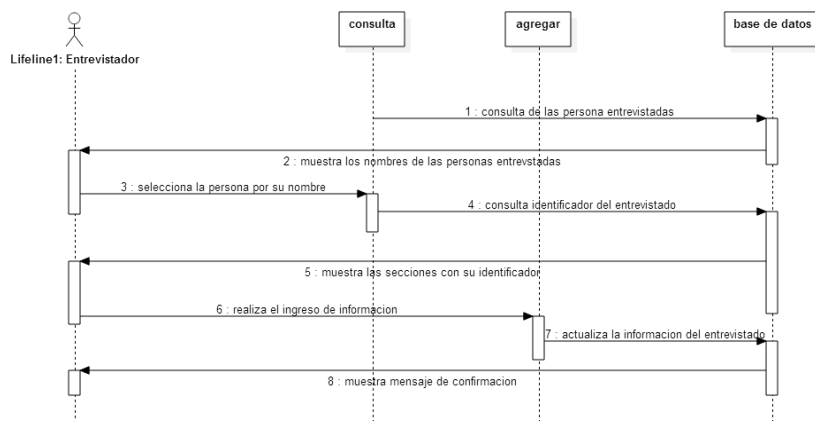 consulta
agregar
base de datos
Lifeline1: Entrevistador
1 : consulta de las persona entrevistadas
2 : muestra los nombres de las personas entrevstadas
3 : selecciona la persona por su nombre
4 : consulta identificador del entrevistado
5 : muestra las secciones con su identificador
6 : realiza el ingreso de informacion
7 : actualiza la informacion del entrevistado
8 : muestra mensaje de confirmacion